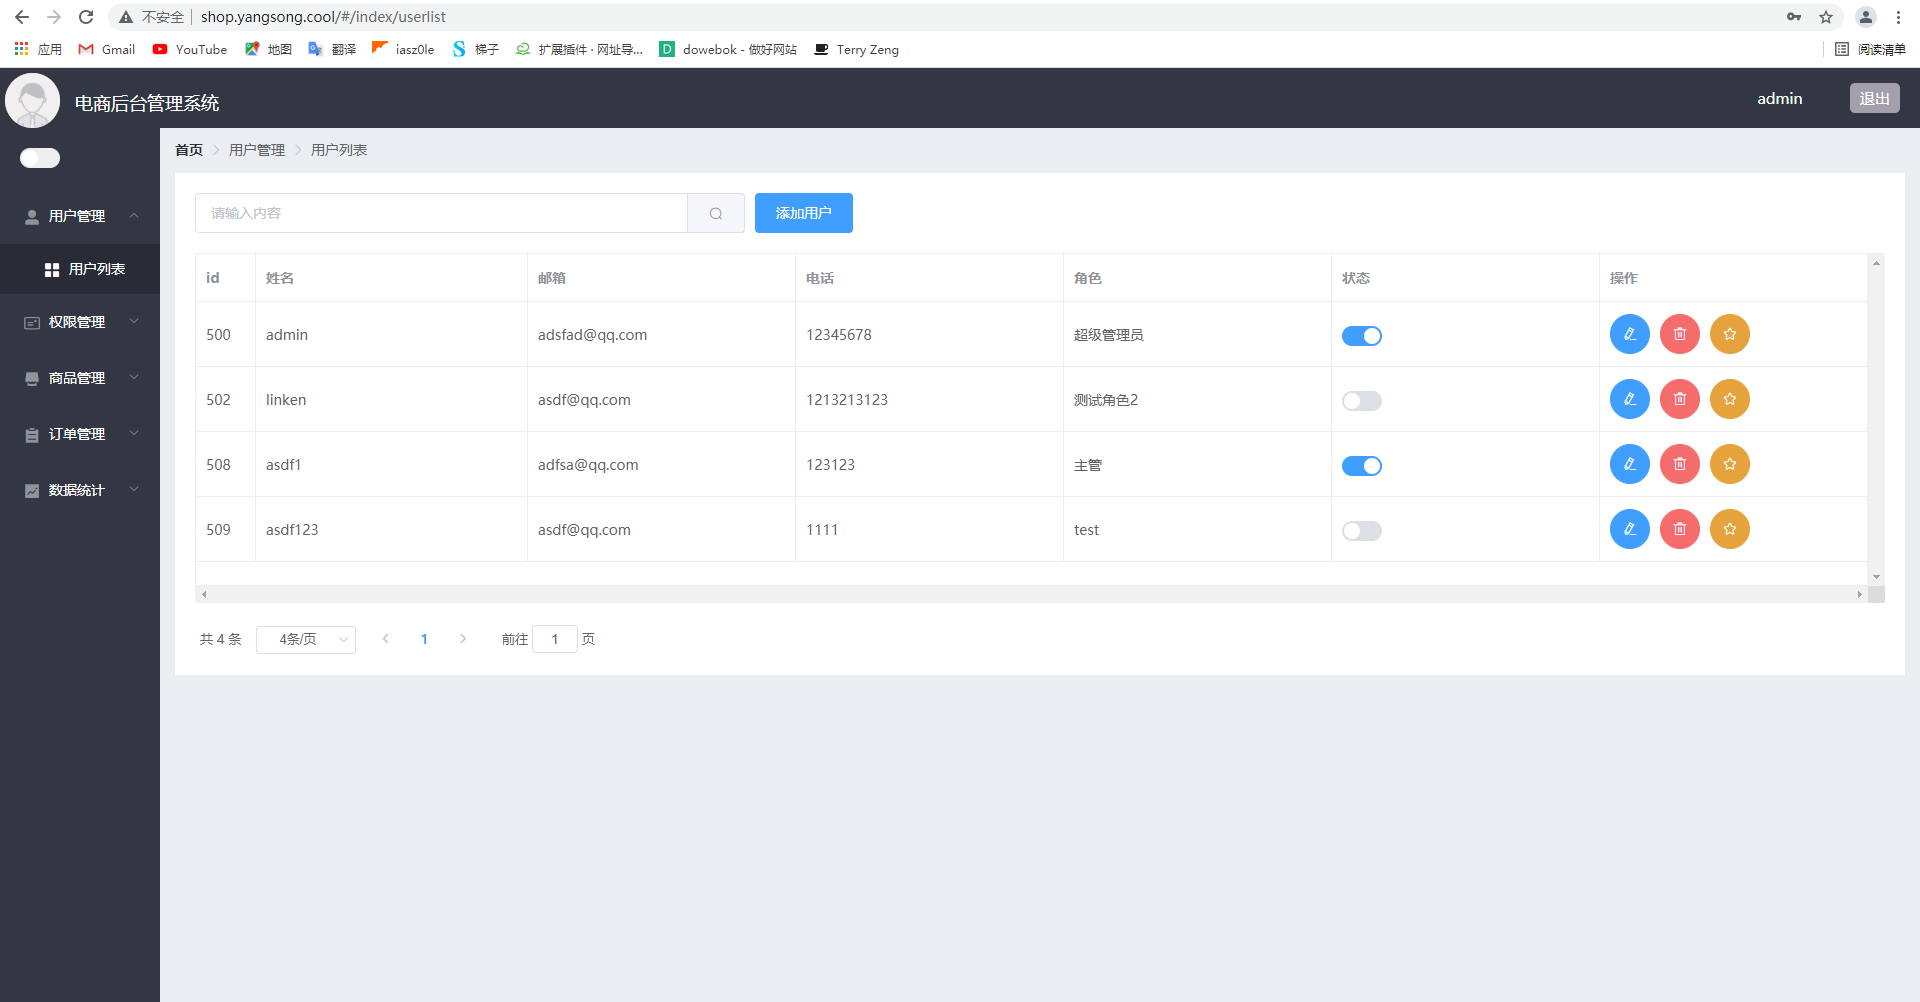 不安全 shop.yangsong.cool/#/index/userlist
应用 Gmail YouTube 地图 翻译 iasz0le 梯子 扩展插件 · 网址导... dowebok - 做好网站 Terry Zeng 阅读清单
电商后台管理系统 admin 退出
首页 用户管理 用户列表
用户管理
用户列表
权限管理
商品管理
订单管理
数据统计
请输入内容 添加用户
id 姓名 邮箱 电话 角色 状态 操作
500 admin adsfad@qq.com 12345678 超级管理员
502 linken asdf@qq.com 1213213123 测试角色2
508 asdf1 adfsa@qq.com 123123 主管
509 asdf123 asdf@qq.com 1111 test
共 4 条 4条/页 1 前往 1 页